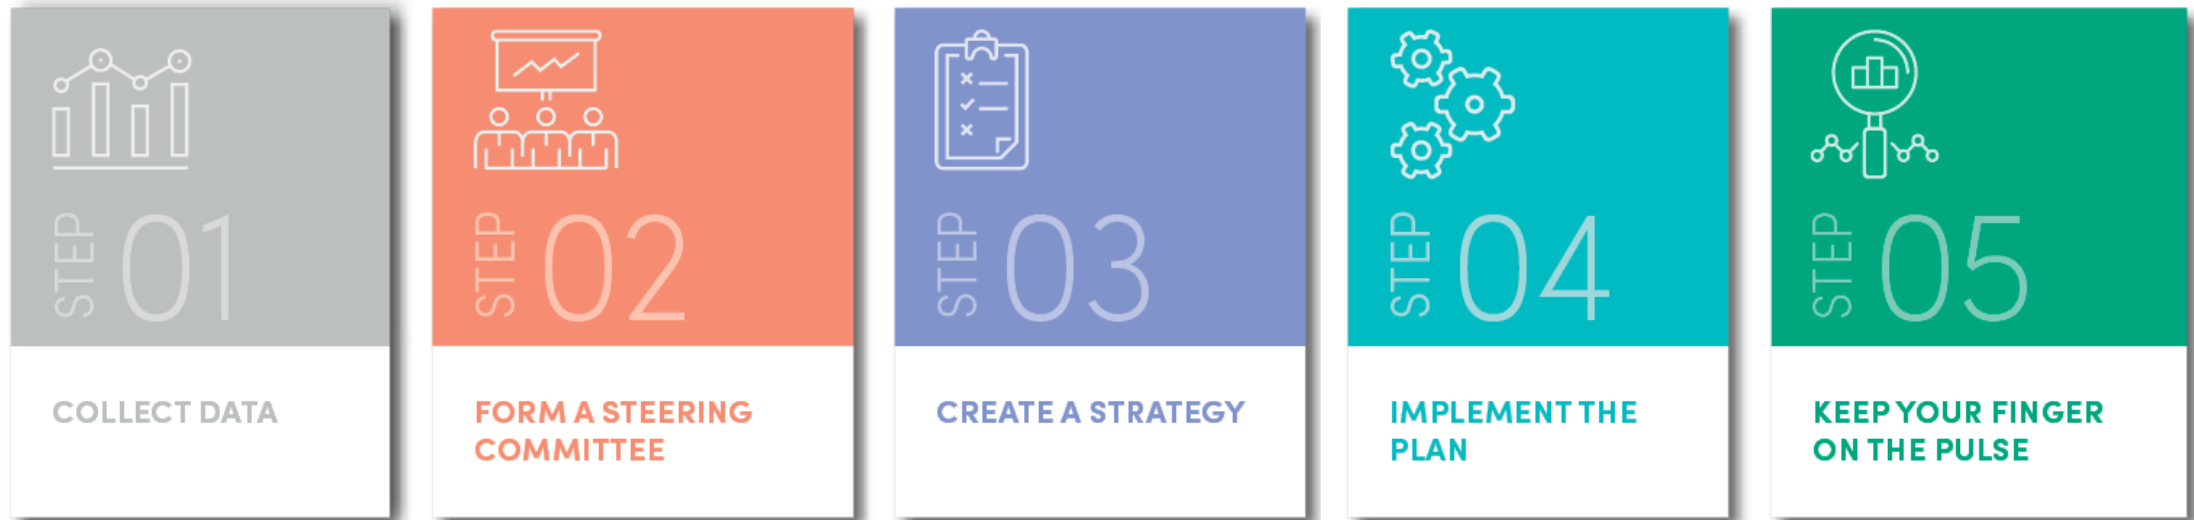 STEP 01
COLLECT DATA
STEP 02
FORM A STEERING
COMMITTEE
STEP 03
CREATE A STRATEGY
STEP 04
IMPLEMENT THE
PLAN
STEP 05
KEEP YOUR FINGER
ON THE PULSE